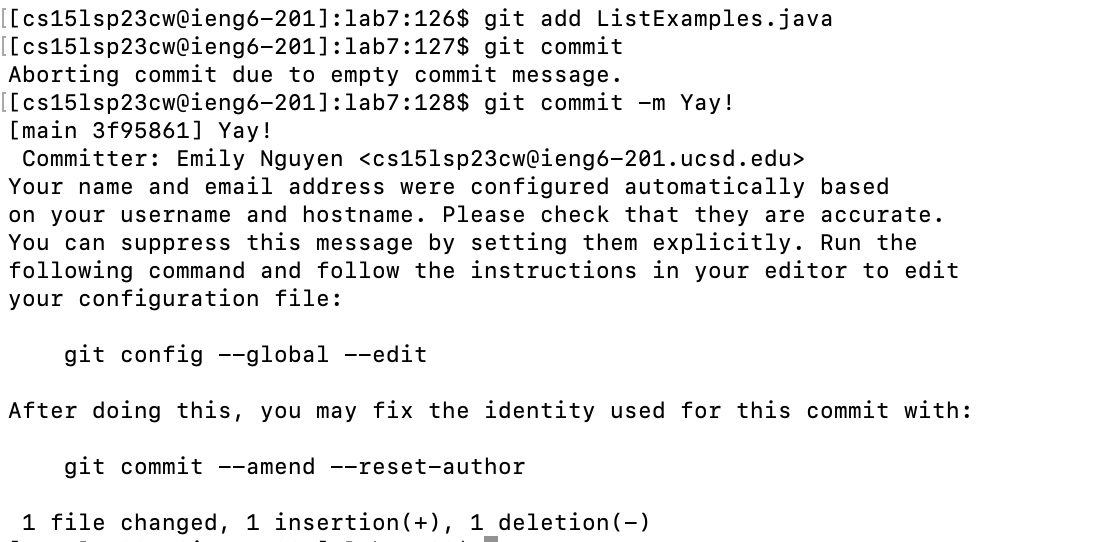 [[cs15lsp23cw@ieng6-201]:lab7:126$ git add ListExamples.java
[[cs15lsp23cw@ieng6-201]:lab7:127$ git commit
Aborting commit due to empty commit message.
[[cs15lsp23cw@ieng6-201]:lab7:128$ git commit -m Yay!
[main 3f95861] Yay!
 Committer: Emily Nguyen <cs15lsp23cw@ieng6-201.ucsd.edu>
Your name and email address were configured automatically based
on your username and hostname. Please check that they are accurate.
You can suppress this message by setting them explicitly. Run the
following command and follow the instructions in your editor to edit
your configuration file:

    git config --global --edit

After doing this, you may fix the identity used for this commit with:

    git commit --amend --reset-author

 1 file changed, 1 insertion(+), 1 deletion(-)